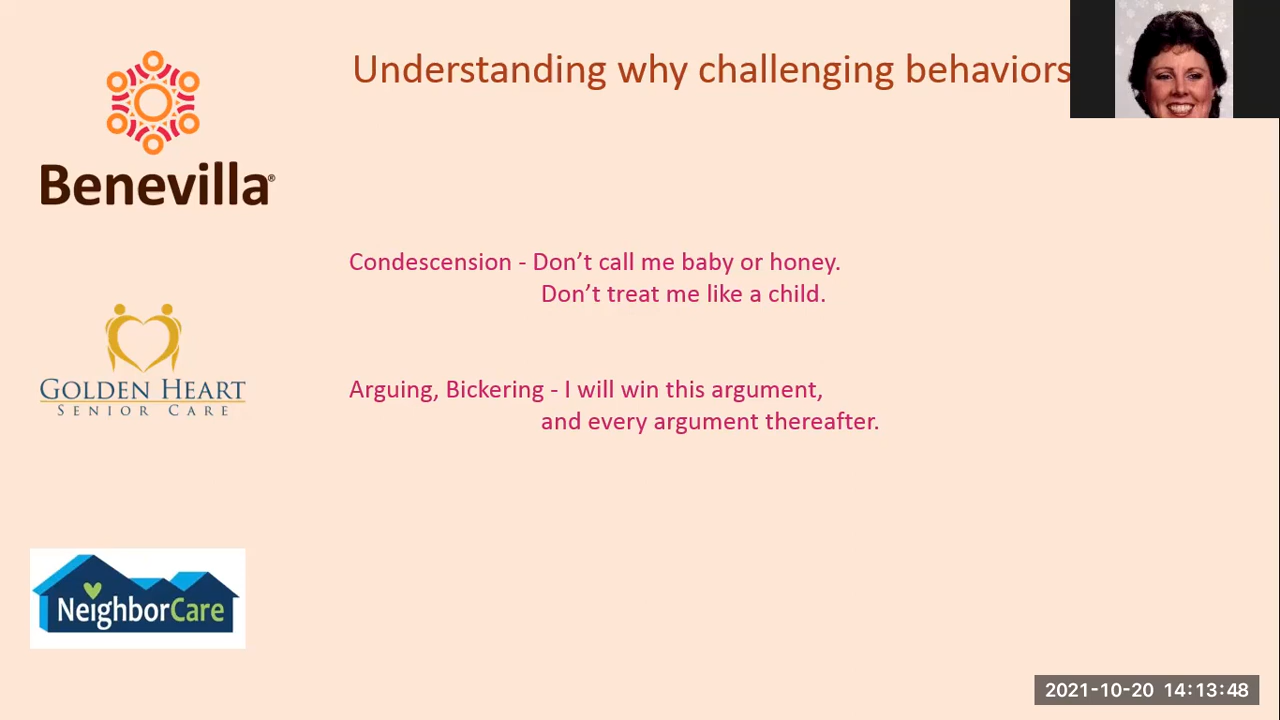 Understanding why challenging behaviors
Benevilla®
Condescension - Don’t call me baby or honey.
Don’t treat me like a child.
GOLDEN HEART
SENIOR CARE
Arguing, Bickering - I will win this argument,
and every argument thereafter.
NeighborCare
2021-10-20 14:13:48